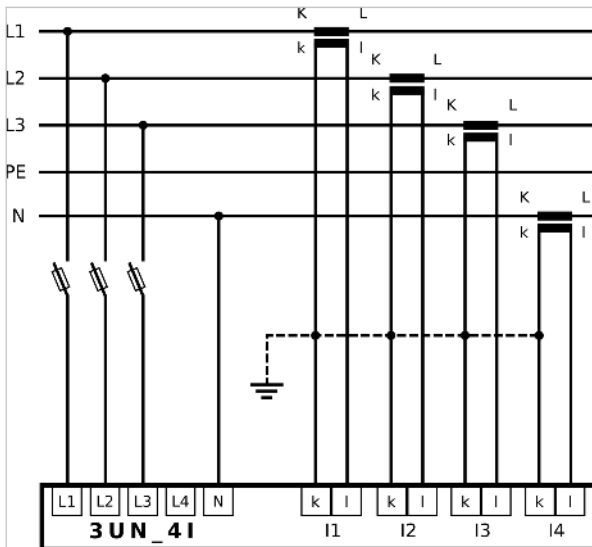 K L
L1
k l
K L
L2
k l
K L
L3
k l
PE
K L
N
k l
L1 L2 L3 L4 N k l k l k l k l
3UN_4I I1 I2 I3 I4